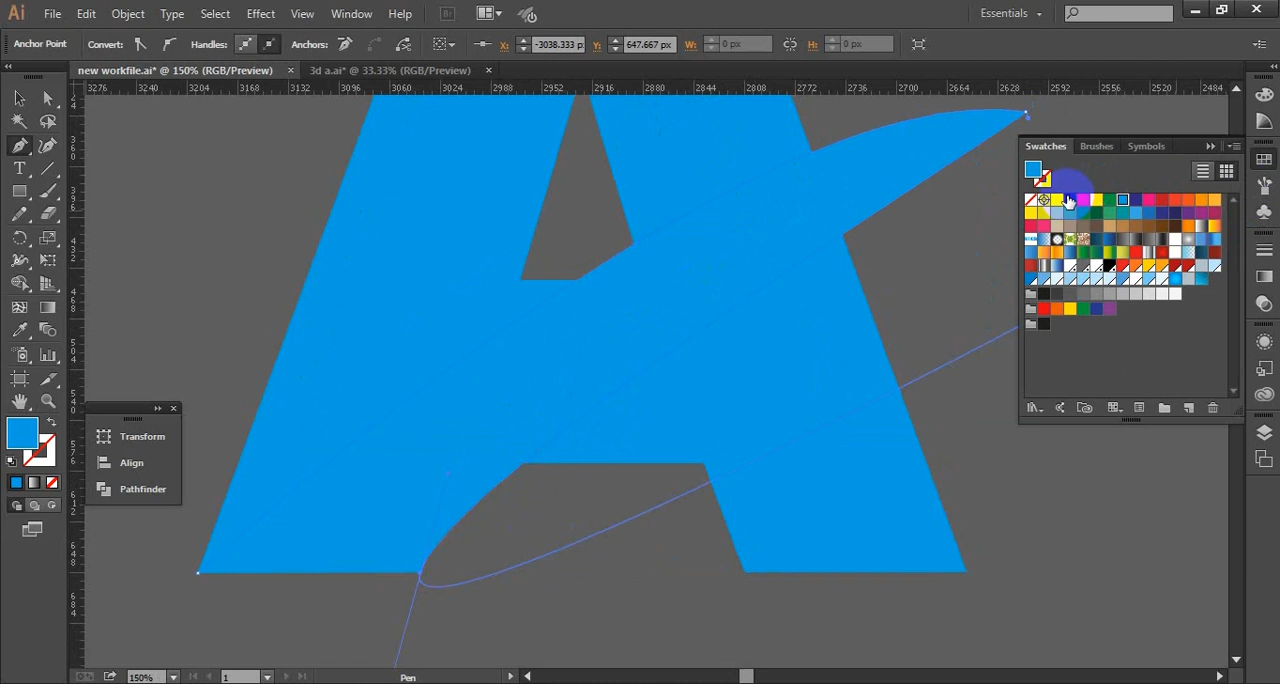 Ai File Edit Object Type Select Effect View Window Help Br Essentials
Anchor Point Convert: Handles: Anchors: X: -3038.333 p Y: 647.667 px W: 0 px H: 0 px
new workfile.ai* @ 150% (RGB/Preview) × 3d a.ai* @ 33.33% (RGB/Preview) ×
3276 3240 3204 3168 3132 3096 3060 3024 2988 2952 2916 2880 2844 2808 2772 2736 2700 2664 2628 2592 2556 2520 2484
Swatches Brushes Symbols
Transform
Align
Pathfinder
A
150% 1 Pen